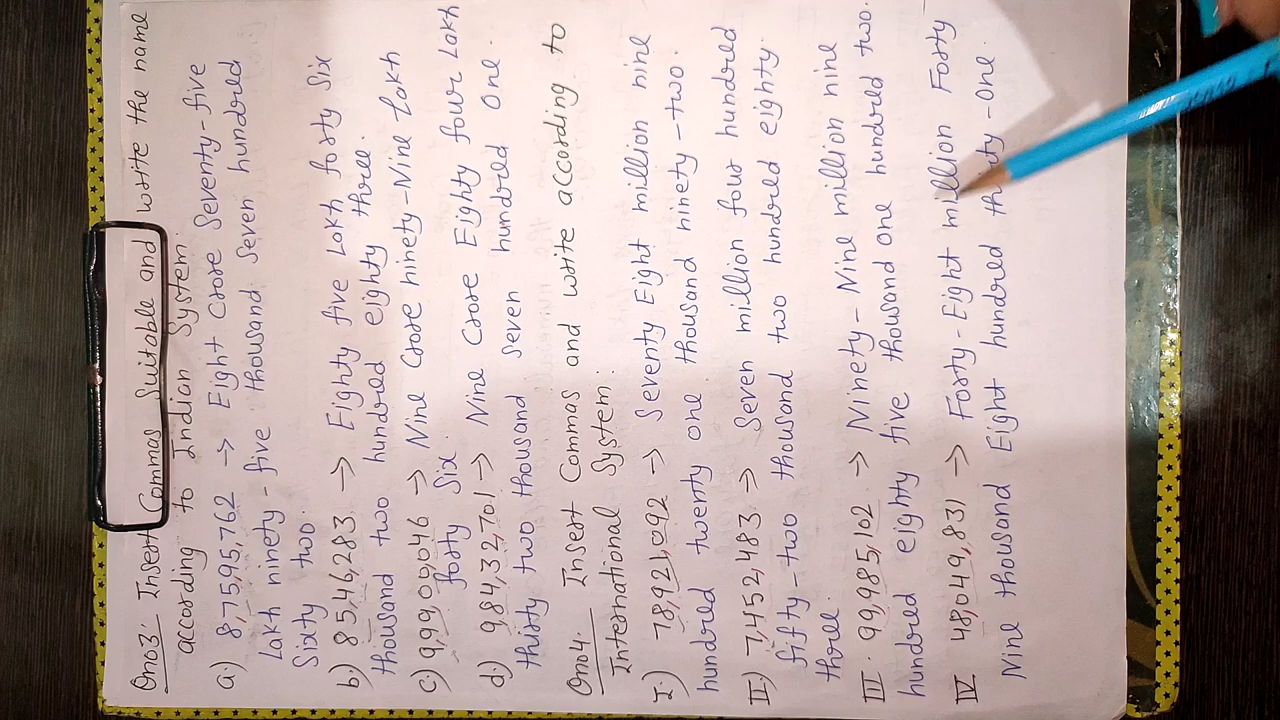 Qno3: Insert Commas Suitable and write the name
according to Indian System.
a.) 8,75,95,762 → Eight Crore Seventy-five
Lakh ninety-five thousand Seven hundred
Sixty two.
b) 85,46,283 → Eighty five Lakh forty Six
thousand two hundred eighty three.
c) 9,99,00,046 → Nine Crore ninety-Nine Lakh
forty Six.
d.) 9,84,32,701 → Nine Crore Eighty four Lakh
thirty two thousand seven hundred One.
Qno4. Insert Commas and write according to
International System:
I.) 78,921,092 → Seventy Eight million nine
hundred twenty one thousand ninety-two.
II.) 7,452,483 → Seven million four hundred
fifty-two thousand two hundred eighty
three.
III. 99,985,102 → Ninety-Nine million nine
hundred eighty five thousand one hundred two.
IV 48,049,831 → Forty-Eight million Forty
Nine thousand Eight hundred thirty-one.